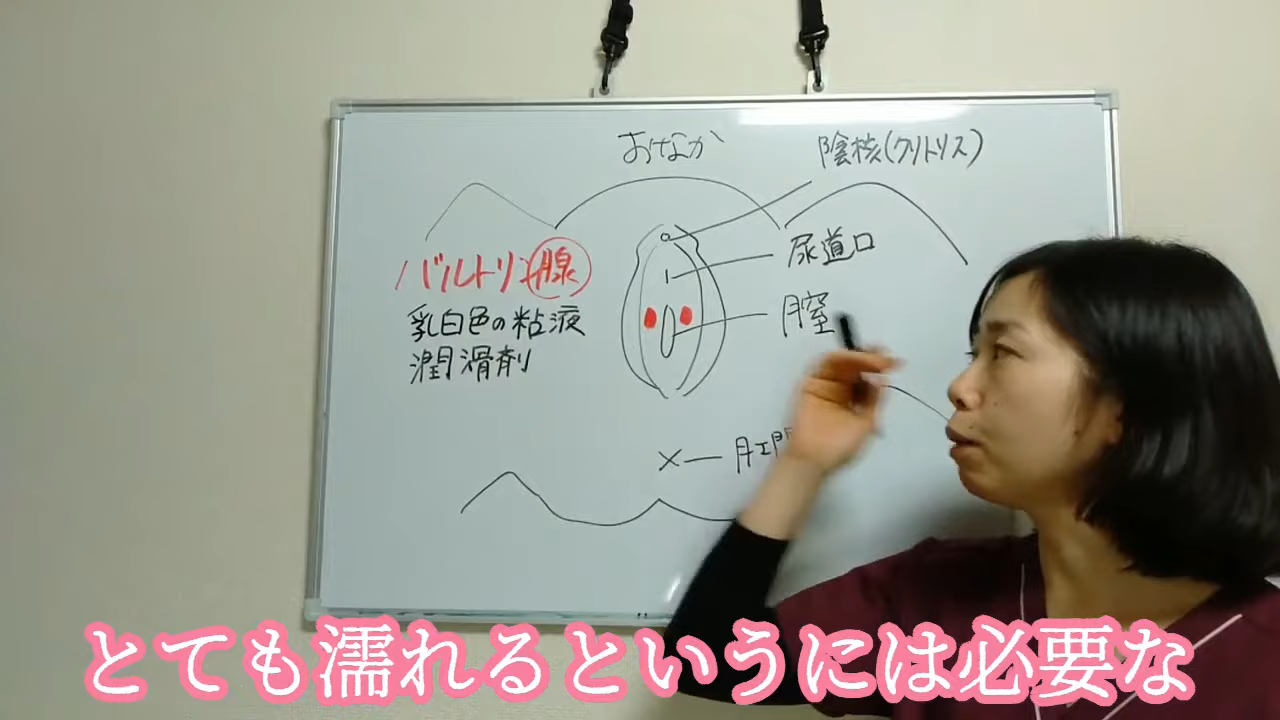 おなか
陰核(クリトリス)
尿道口
バルトリン腺
乳白色の粘液
潤滑剤
膣
肛門
とても濡れるというには必要な